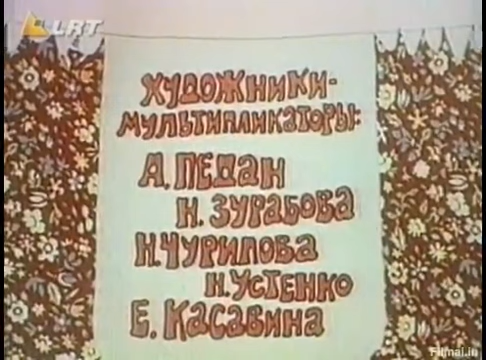 LRT
ХУДОЖНИКИ-
МУЛЬТИПЛИКАТОРЫ:
А. ПЕДАН
Н. ЗУРАБОВА
Н. ЧУРИЛОВА
Н. УСТЕНКО
Е. КАСАВИНА
Filmai.in